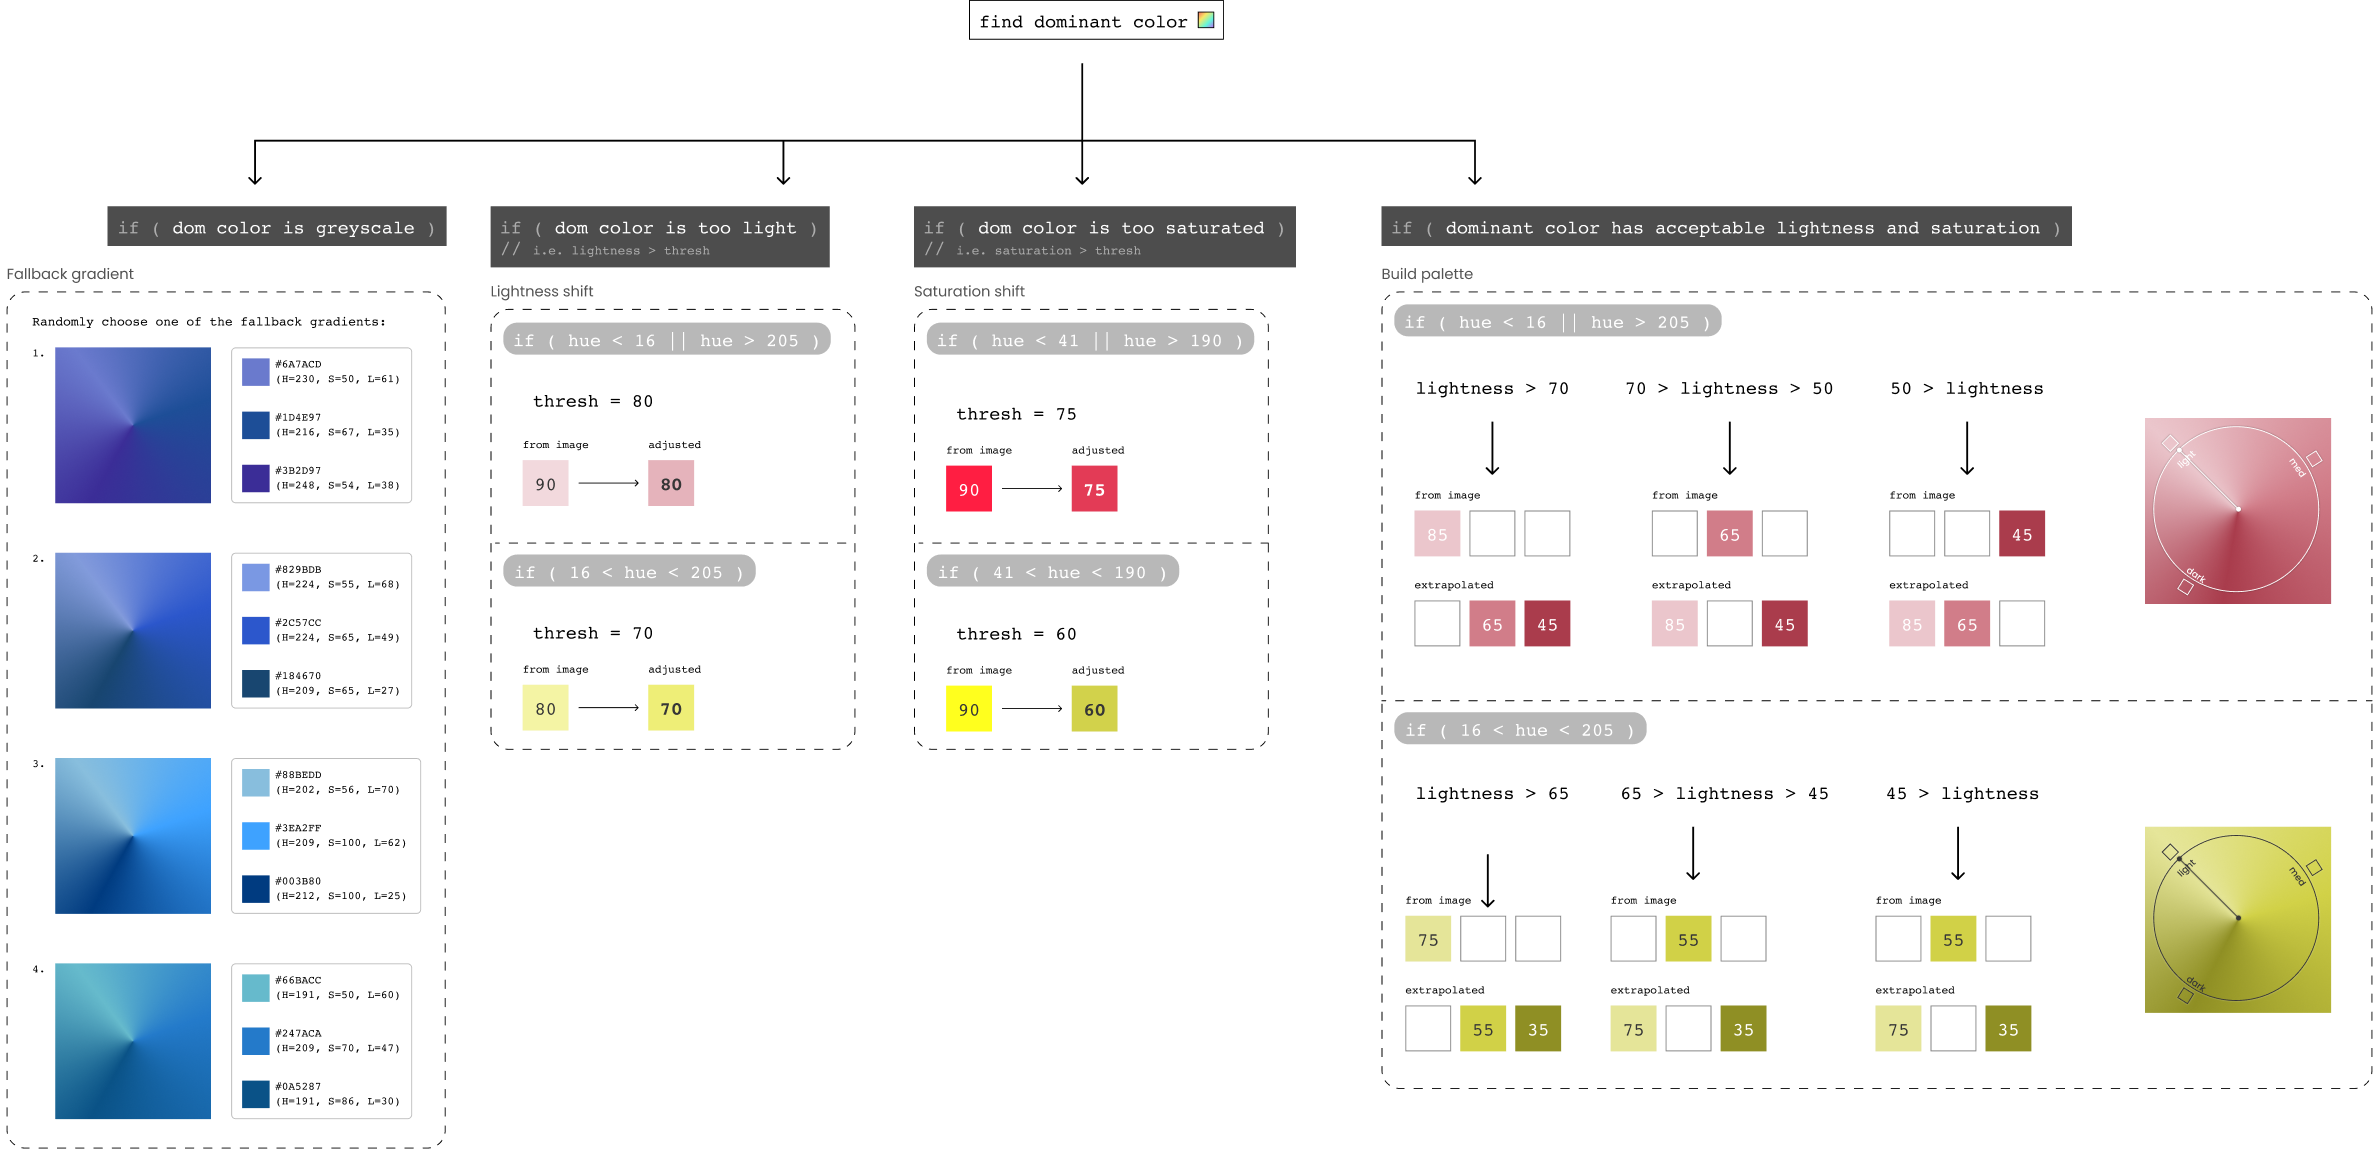 find dominant color
if ( dom color is greyscale )
Fallback gradient
Randomly choose one of the fallback gradients:
1.
#6A7ACD
(H=230, S=50, L=61)
#1D4E97
(H=216, S=67, L=35)
#3B2D97
(H=248, S=54, L=38)
2.
#829BDB
(H=224, S=55, L=68)
#2C57CC
(H=224, S=65, L=49)
#184670
(H=209, S=65, L=27)
3.
#88BEDD
(H=202, S=56, L=70)
#3EA2FF
(H=209, S=100, L=62)
#003B80
(H=212, S=100, L=25)
4.
#66BACC
(H=191, S=50, L=60)
#247ACA
(H=209, S=70, L=47)
#0A5287
(H=191, S=86, L=30)
if ( dom color is too light )
// i.e. lightness > thresh
Lightness shift
if ( hue < 16 || hue > 205 )
thresh = 80
from image adjusted
90 80
if ( 16 < hue < 205 )
thresh = 70
from image adjusted
80 70
if ( dom color is too saturated )
// i.e. saturation > thresh
Saturation shift
if ( hue < 41 || hue > 190 )
thresh = 75
from image adjusted
90 75
if ( 41 < hue < 190 )
thresh = 60
from image adjusted
90 60
if ( dominant color has acceptable lightness and saturation )
Build palette
if ( hue < 16 || hue > 205 )
lightness > 70
from image
85
extrapolated
65 45
70 > lightness > 50
from image
65
extrapolated
85 45
50 > lightness
from image
45
extrapolated
85 65
light
med
dark
if ( 16 < hue < 205 )
lightness > 65
from image
75
extrapolated
55 35
65 > lightness > 45
from image
55
extrapolated
75 35
45 > lightness
from image
55
extrapolated
75 35
light
med
dark